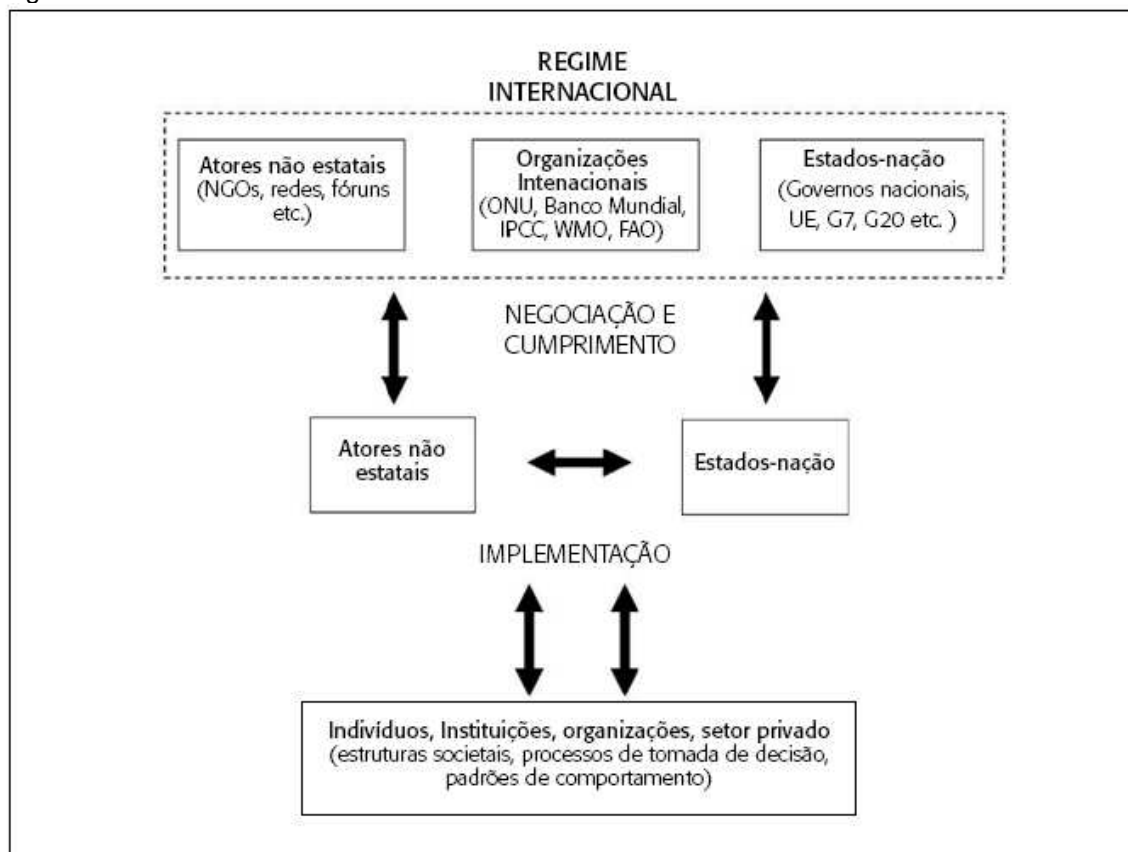 REGIME
INTERNACIONAL
Atores não estatais
(NGOs, redes, fóruns
etc.)
Organizações
Intenacionais
(ONU, Banco Mundial,
IPCC, WMO, FAO)
Estados-nação
(Governos nacionais,
UE, G7, G20 etc. )
NEGOCIAÇÃO E
CUMPRIMENTO
Atores não
estatais
Estados-nação
IMPLEMENTAÇÃO
Indivíduos, Instituições, organizações, setor privado
(estruturas societais, processos de tomada de decisão,
padrões de comportamento)